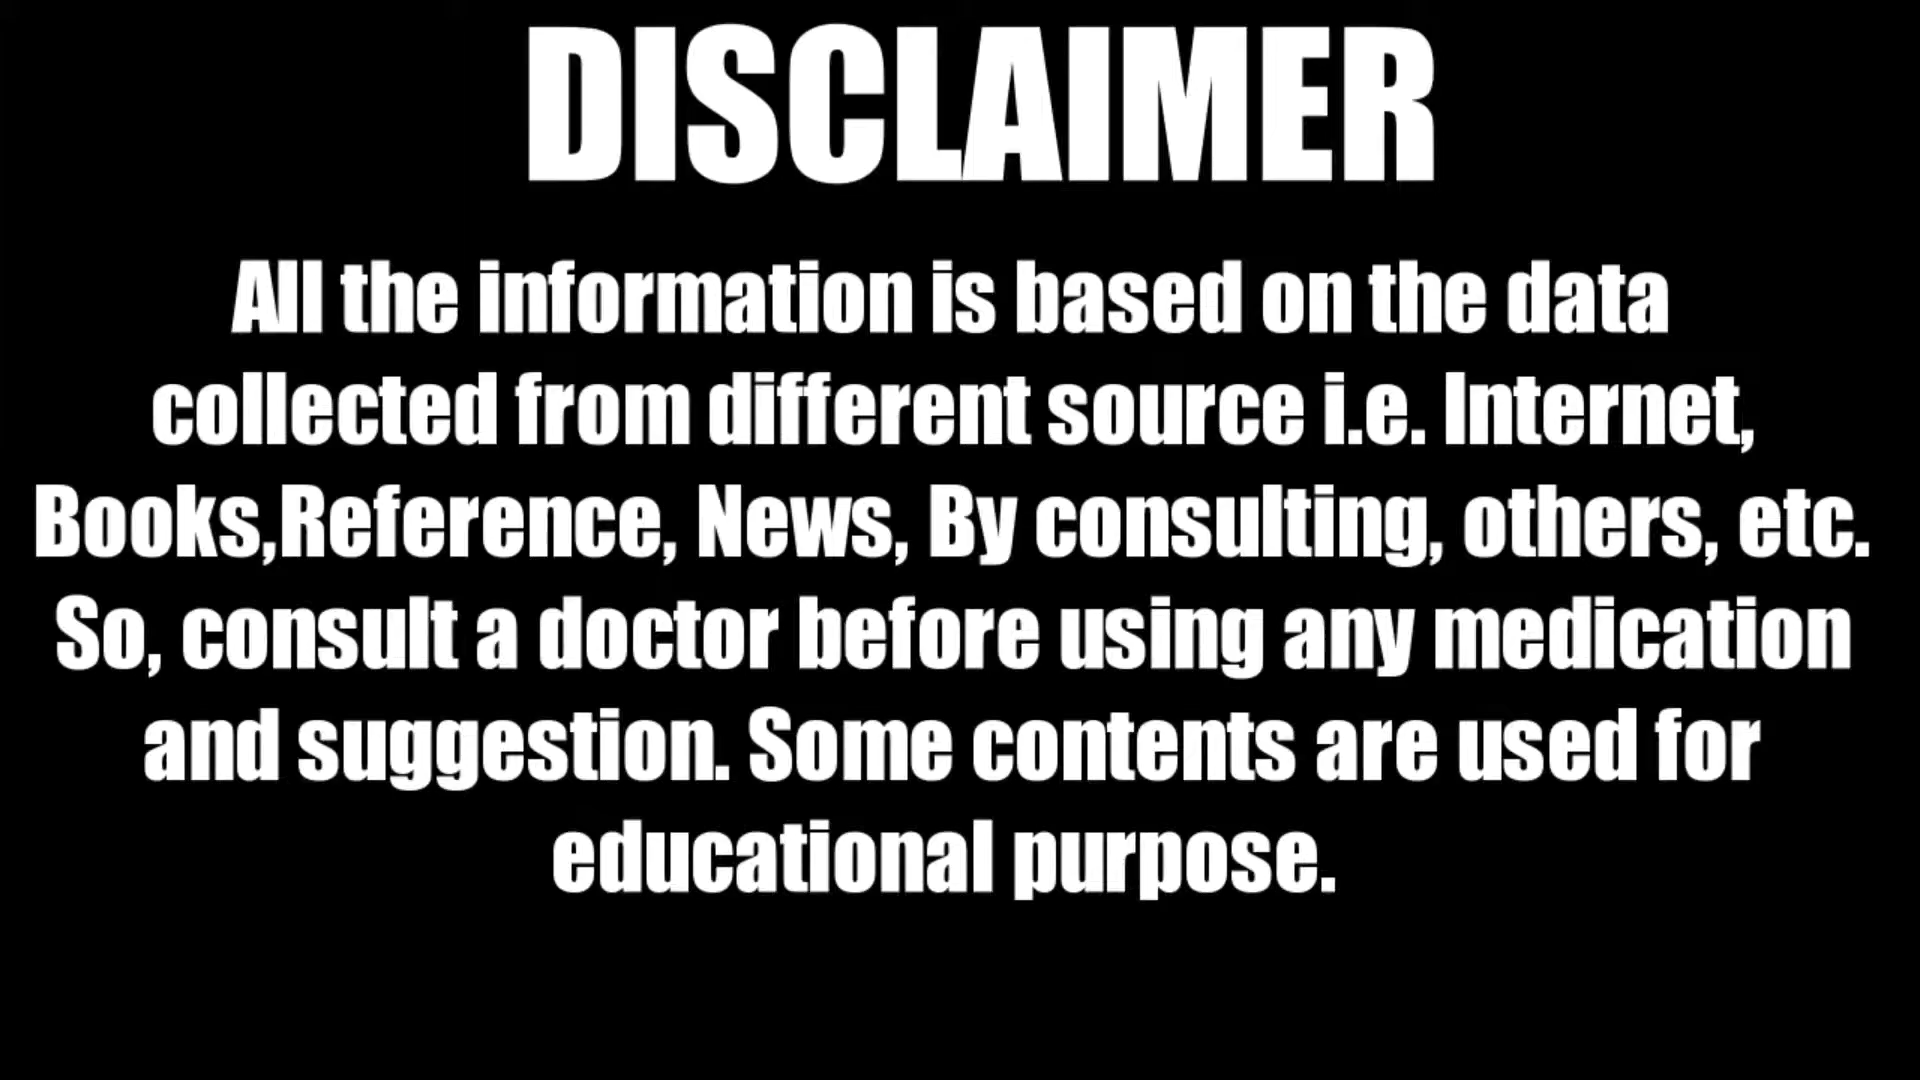 DISCLAIMER
All the information is based on the data
collected from different source i.e. Internet,
Books,Reference, News, By consulting, others, etc.
So, consult a doctor before using any medication
and suggestion. Some contents are used for
educational purpose.